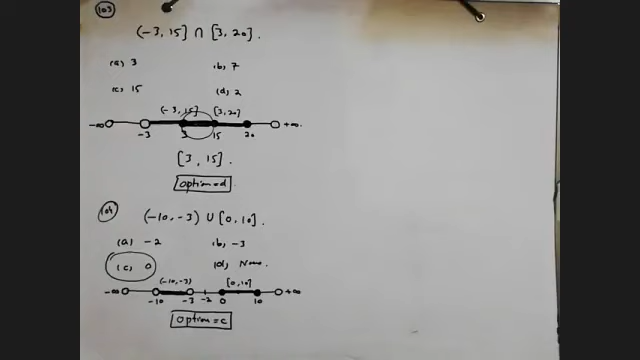 103
(-3, 15] ∩ [3, 20].
(a) 3 (b) 7
(c) 15 (d) 2
(-3, 15] [3, 20]
-∞ -3 3 15 20 +∞.
[3, 15].
option=d
104
(-10, -3) ∪ [0, 10].
(a) -2 (b) -3
(c) 0 (d) None.
(-10, -3) [0, 10]
-∞ -10 -3 -2 0 10 +∞
option=c